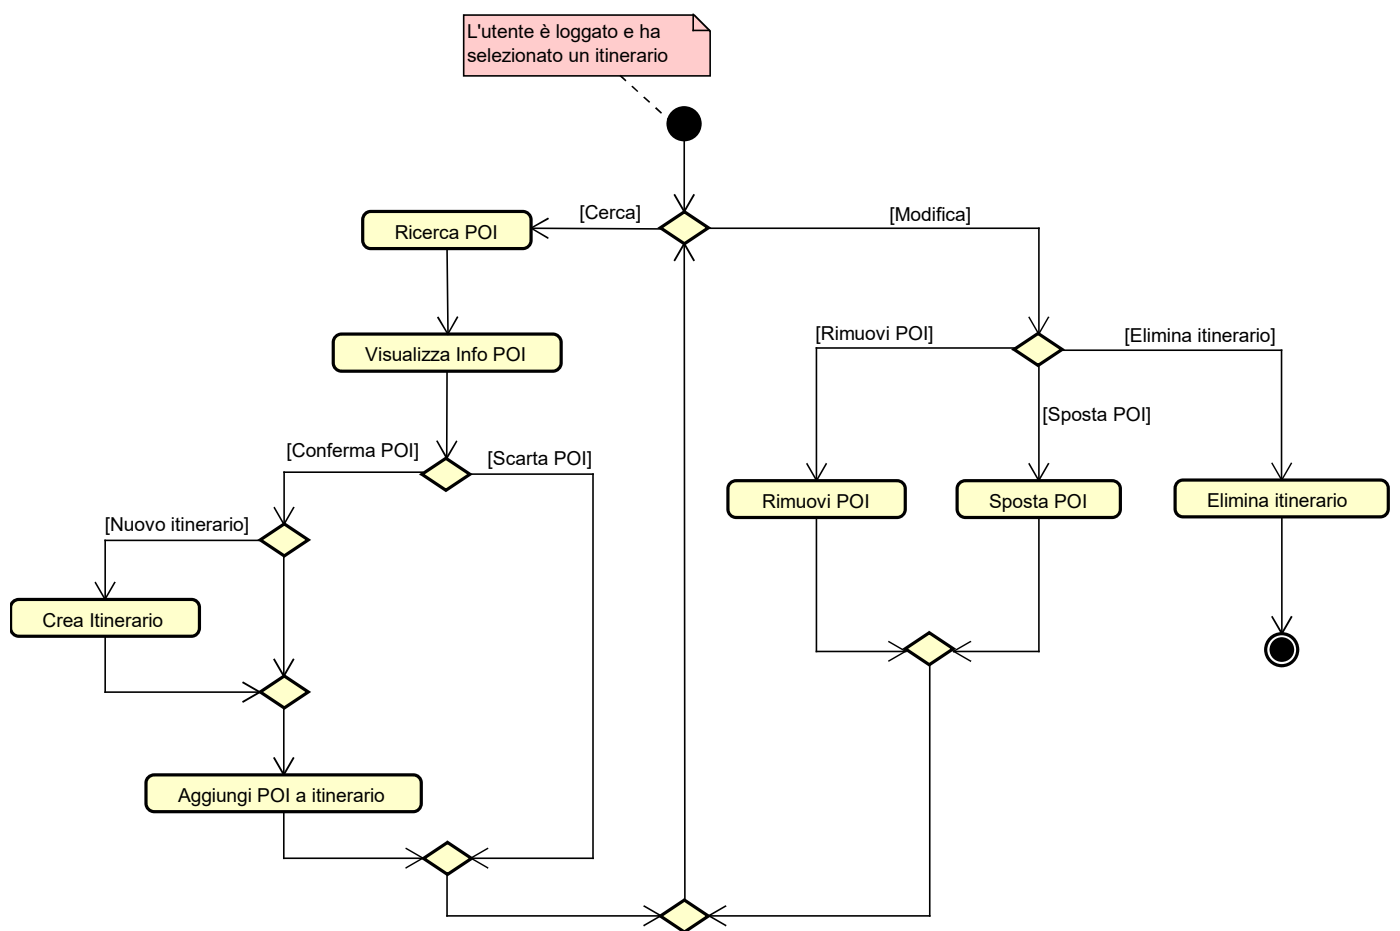 L'utente è loggato e ha
selezionato un itinerario
[Cerca]
[Modifica]
Ricerca POI
[Rimuovi POI]
[Elimina itinerario]
Visualizza Info POI
[Sposta POI]
[Conferma POI]
[Scarta POI]
Rimuovi POI
Sposta POI
Elimina itinerario
[Nuovo itinerario]
Crea Itinerario
Aggiungi POI a itinerario